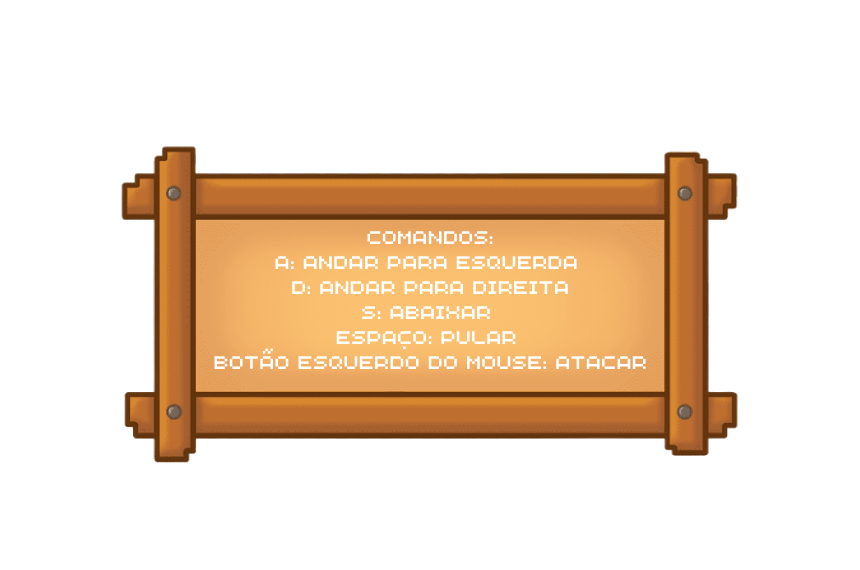 COMANDOS:
A: ANDAR PARA ESQUERDA
D: ANDAR PARA DIREITA
S: ABAIXAR
ESPAÇO: PULAR
BOTÃO ESQUERDO DO MOUSE: ATACAR